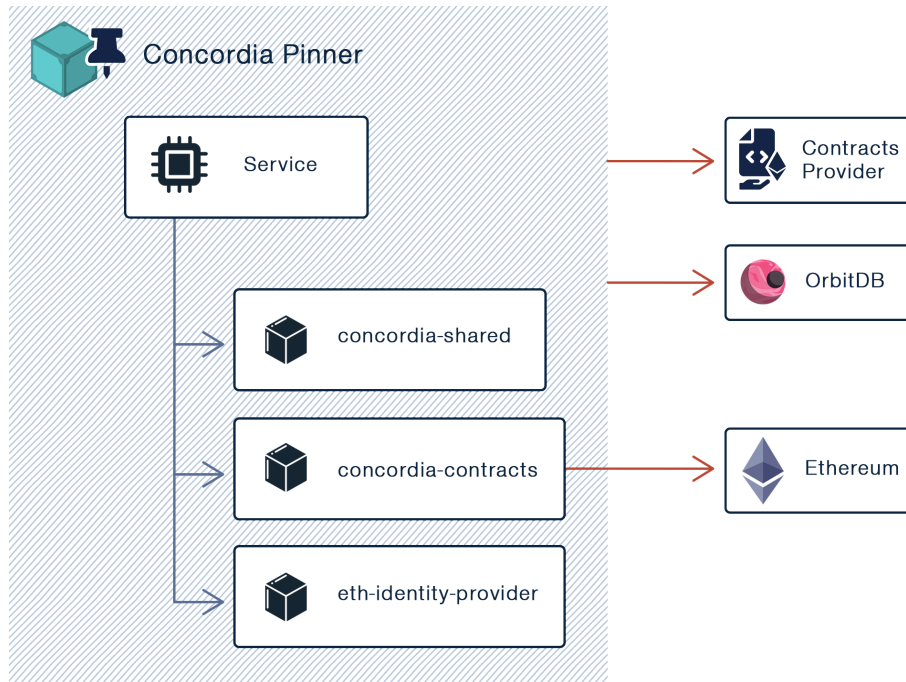 Concordia Pinner
Service
Contracts
Provider
OrbitDB
concordia-shared
concordia-contracts
Ethereum
eth-identity-provider